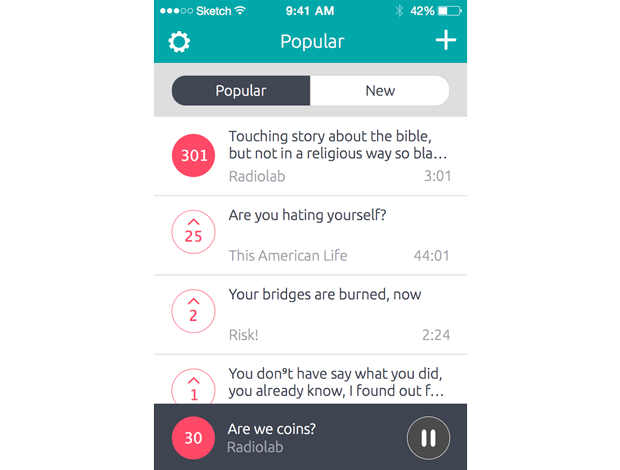 Sketch 9:41 AM 42%
Popular
Popular New
301 Touching story about the bible,
but not in a religious way so bla...
Radiolab 3:01
25 Are you hating yourself?
This American Life 44:01
2 Your bridges are burned, now
Risk! 2:24
1 You don⁹t have say what you did,
you already know, I found out f...
30 Are we coins?
Radiolab